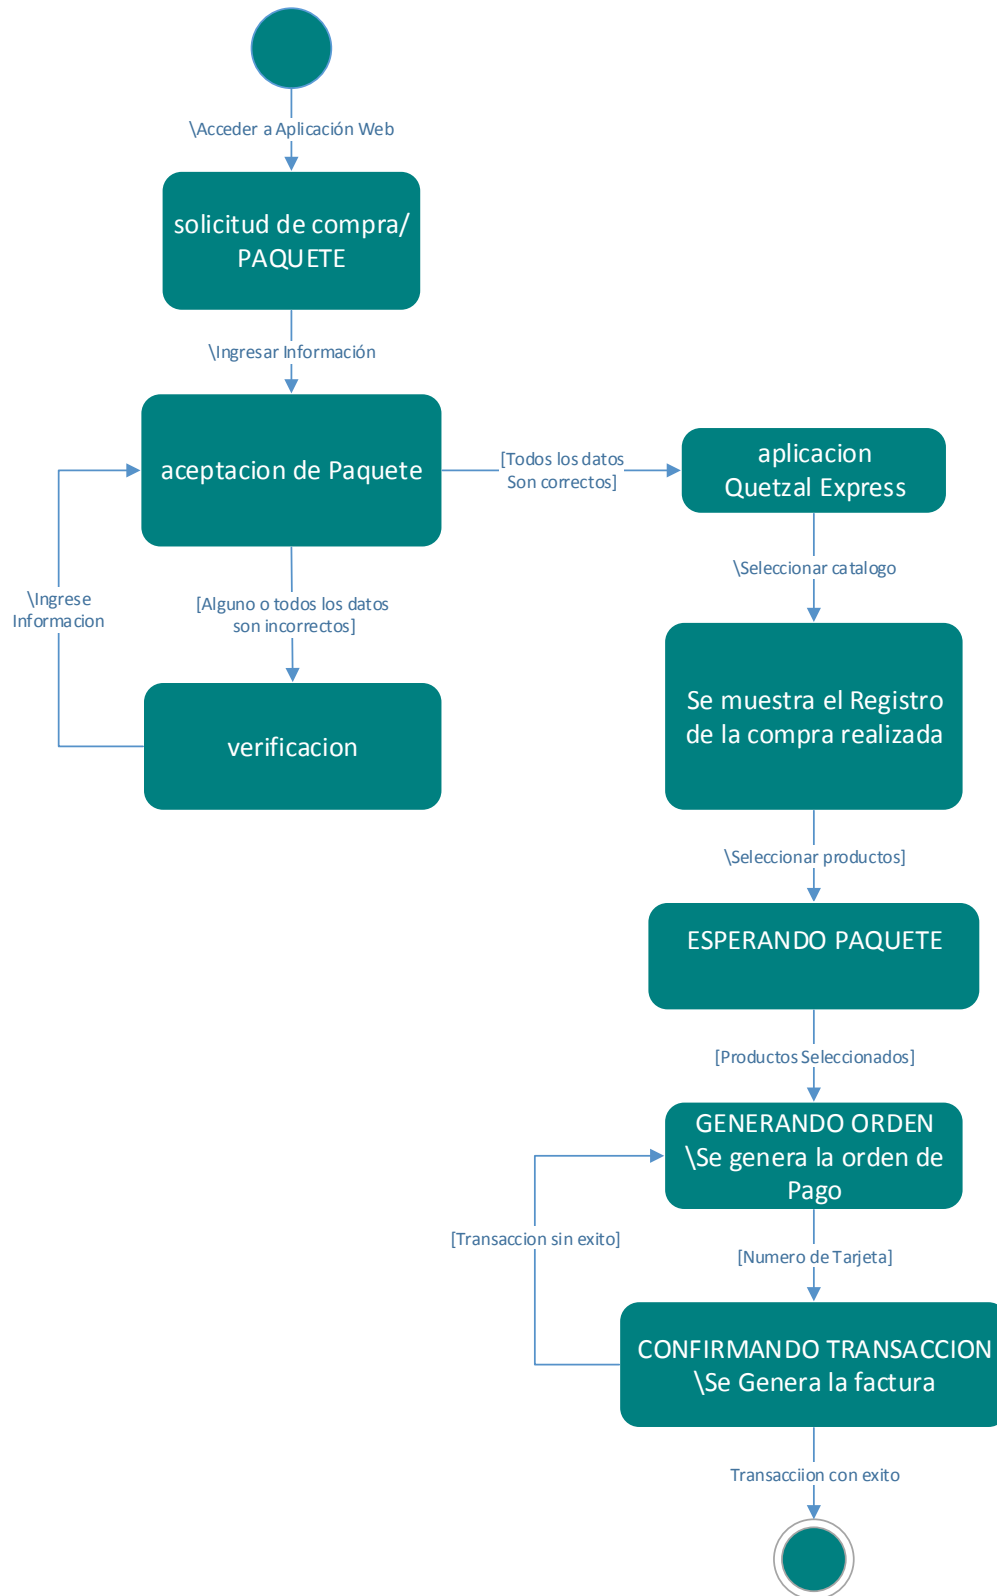 \Acceder a Aplicación Web
solicitud de compra/
PAQUETE
\Ingresar Información
aceptacion de Paquete
[Todos los datos
Son correctos]
aplicacion
Quetzal Express
\Ingrese
Informacion
[Alguno o todos los datos
son incorrectos]
verificacion
\Seleccionar catalogo
Se muestra el Registro
de la compra realizada
\Seleccionar productos]
ESPERANDO PAQUETE
[Productos Seleccionados]
GENERANDO ORDEN
\Se genera la orden de
Pago
[Transaccion sin exito]
[Numero de Tarjeta]
CONFIRMANDO TRANSACCION
\Se Genera la factura
Transacciion con exito